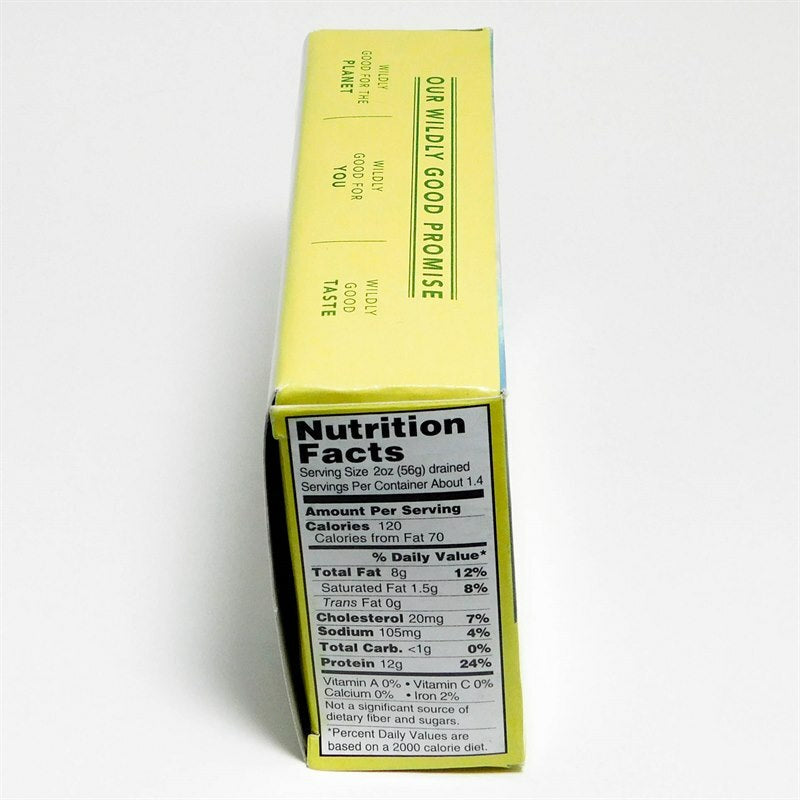 OUR WILDLY GOOD PROMISE
WILDLY
GOOD FOR THE
PLANET
WILDLY
GOOD FOR
YOU
WILDLY
GOOD
TASTE
Nutrition
Facts
Serving Size 2oz (56g) drained
Servings Per Container About 1.4
Amount Per Serving
Calories 120
Calories from Fat 70
% Daily Value*
Total Fat 8g 12%
Saturated Fat 1.5g 8%
Trans Fat 0g
Cholesterol 20mg 7%
Sodium 105mg 4%
Total Carb. <1g 0%
Protein 12g 24%
Vitamin A 0% • Vitamin C 0%
Calcium 0% • Iron 2%
Not a significant source of
dietary fiber and sugars.
*Percent Daily Values are
based on a 2000 calorie diet.